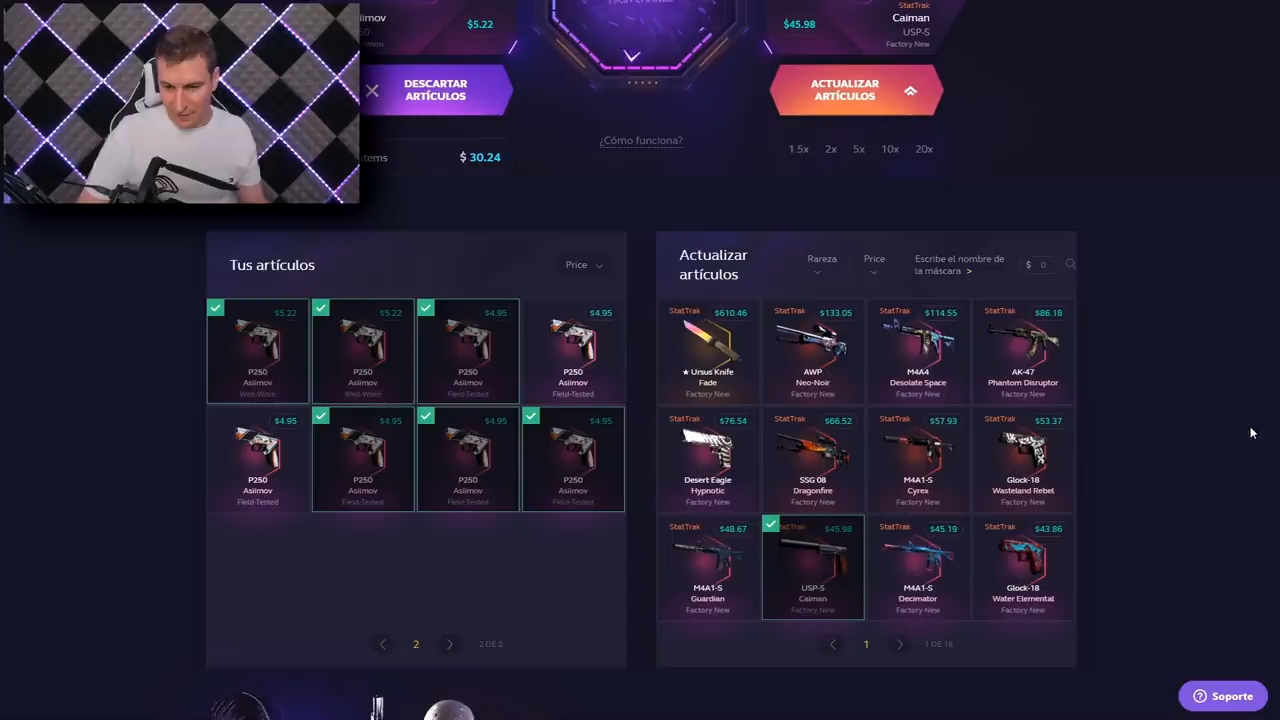 $5.22
$45.98
StatTrak
Caiman
USP-S
Factory New
DESCARTAR
ARTÍCULOS
ACTUALIZAR
ARTÍCULOS
items
$ 30.24
¿Cómo funciona?
1.5x 2x 5x 10x 20x
Tus artículos
Price
$5.22 $5.22 $4.95 $4.95
P250 P250 P250 P250
Asiimov Asiimov Asiimov Asiimov
Well-Worn Well-Worn Field-Tested Field-Tested
$4.95 $4.95 $4.95 $4.95
P250 P250 P250 P250
Asiimov Asiimov Asiimov Asiimov
Field-Tested Field-Tested Field-Tested Field-Tested
2
2 DE 2
Actualizar
artículos
Rareza
Price
Escribe el nombre de
la máscara >
$ 0
StatTrak $610.46 StatTrak $133.05 StatTrak $114.55 StatTrak $86.18
★ Ursus Knife AWP M4A4 AK-47
Fade Neo-Noir Desolate Space Phantom Disruptor
Factory New Factory New Factory New Factory New
StatTrak $76.54 StatTrak $66.52 StatTrak $57.93 StatTrak $53.37
Desert Eagle SSG 08 M4A1-S Glock-18
Hypnotic Dragonfire Cyrex Wasteland Rebel
Factory New Factory New Factory New Factory New
StatTrak $48.67 $45.98 StatTrak $45.19 StatTrak $43.86
M4A1-S USP-S M4A1-S Glock-18
Guardian Caiman Decimator Water Elemental
Factory New Factory New Factory New Factory New
1
1 DE 18
Soporte